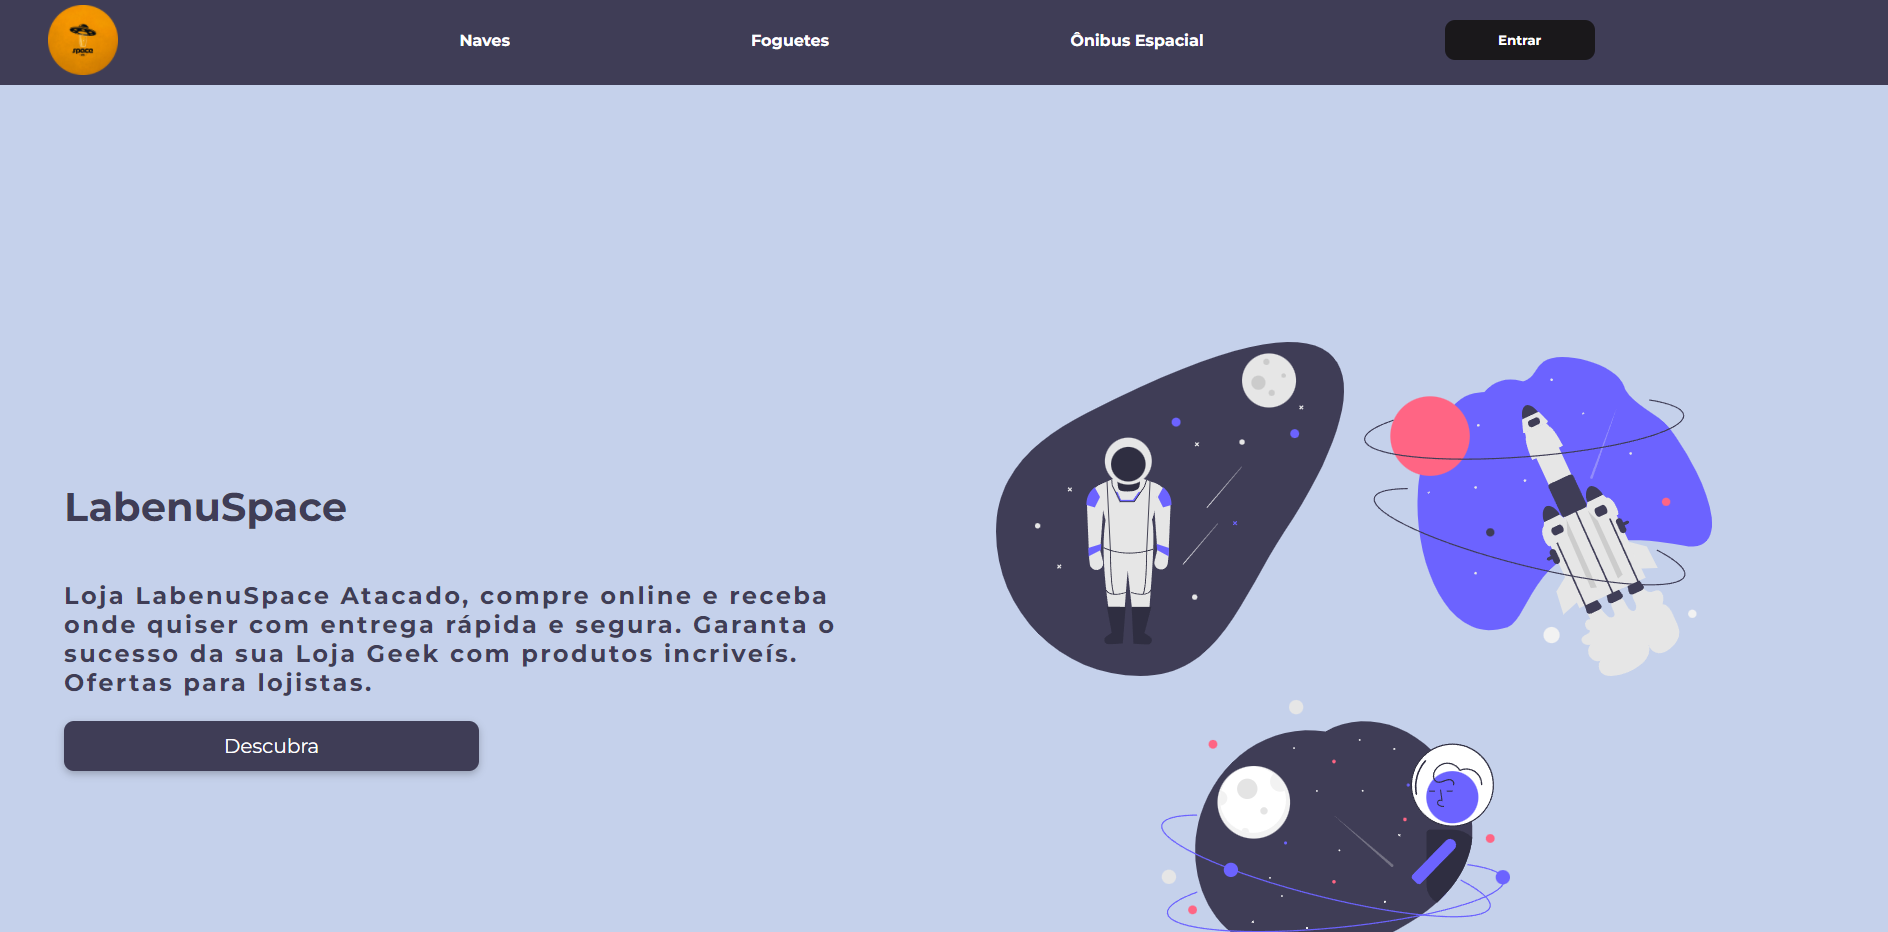 space
Naves
Foguetes
Ônibus Espacial
Entrar
LabenuSpace
Loja LabenuSpace Atacado, compre online e receba
onde quiser com entrega rápida e segura. Garanta o
sucesso da sua Loja Geek com produtos incriveís.
Ofertas para lojistas.
Descubra